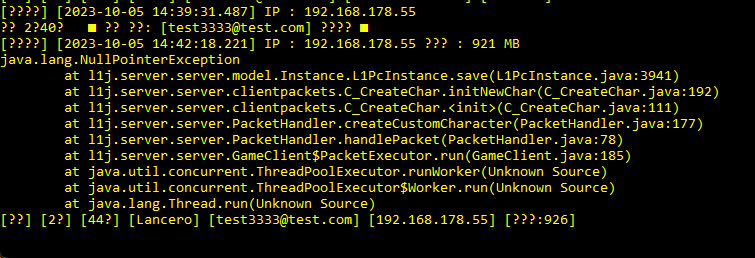 [????] [2023-10-05 14:39:31.487] IP : 192.168.178.55
?? 2?40?   ■ ?? ??: [test3333@test.com] ???? ■
[????] [2023-10-05 14:42:18.221] IP : 192.168.178.55 ??? : 921 MB
java.lang.NullPointerException
        at l1j.server.server.model.Instance.L1PcInstance.save(L1PcInstance.java:3941)
        at l1j.server.server.clientpackets.C_CreateChar.initNewChar(C_CreateChar.java:192)
        at l1j.server.server.clientpackets.C_CreateChar.<init>(C_CreateChar.java:111)
        at l1j.server.server.PacketHandler.createCustomCharacter(PacketHandler.java:177)
        at l1j.server.server.PacketHandler.handlePacket(PacketHandler.java:78)
        at l1j.server.server.GameClient$PacketExecutor.run(GameClient.java:185)
        at java.util.concurrent.ThreadPoolExecutor.runWorker(Unknown Source)
        at java.util.concurrent.ThreadPoolExecutor$Worker.run(Unknown Source)
        at java.lang.Thread.run(Unknown Source)
[??] [2?] [44?] [Lancero] [test3333@test.com] [192.168.178.55] [???:926]